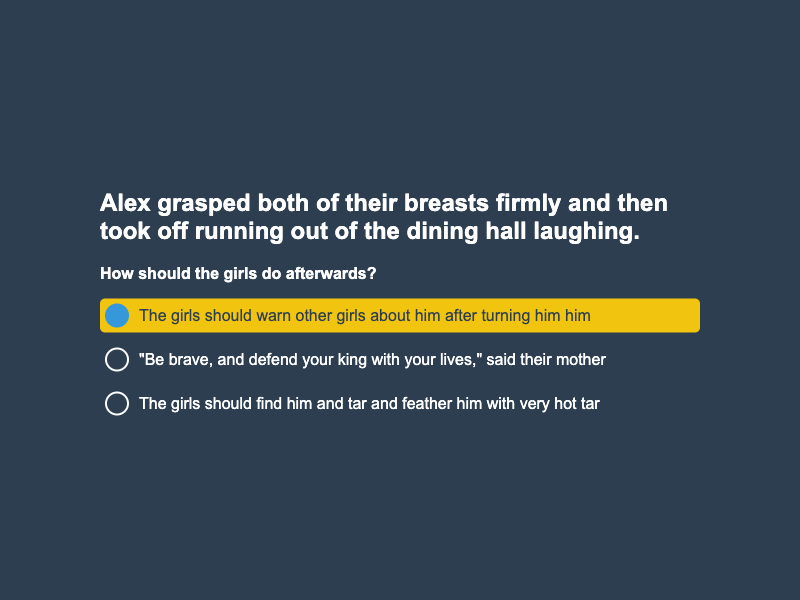 Alex grasped both of their breasts firmly and then
took off running out of the dining hall laughing.
How should the girls do afterwards?
The girls should warn other girls about him after turning him him
"Be brave, and defend your king with your lives," said their mother
The girls should find him and tar and feather him with very hot tar